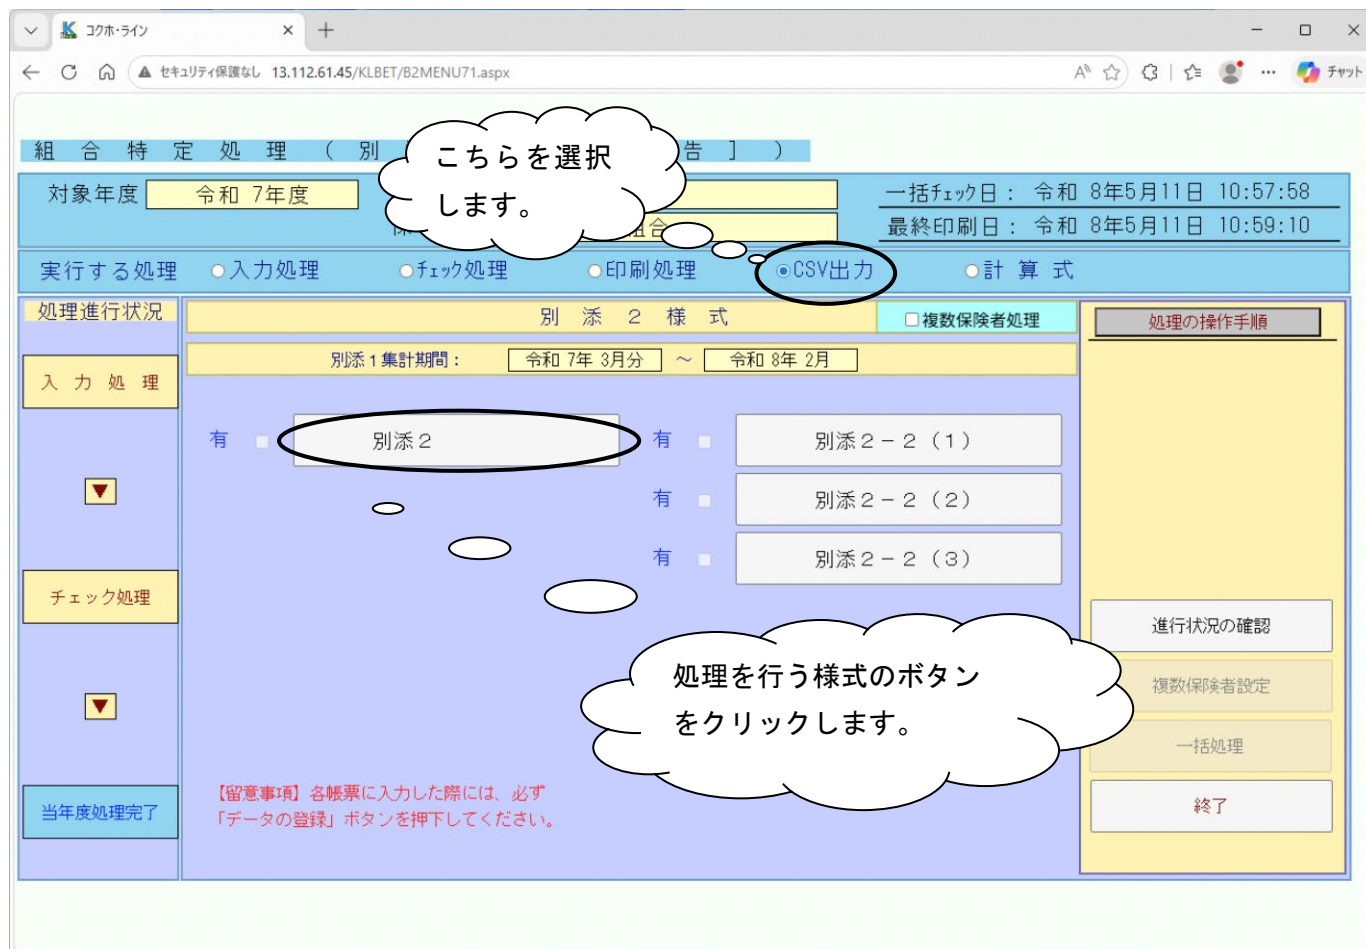 コクホ・ライン
セキュリティ保護なし 13.112.61.45/KLBET/B2MENU71.aspx
チャット
組合特定処理(別
告])
こちらを選択
します。
対象年度 令和 7年度
一括ﾁｪｯｸ日: 令和 8年5月11日 10:57:58
組合
最終印刷日: 令和 8年5月11日 10:59:10
実行する処理 入力処理 ﾁｪｯｸ処理 印刷処理 CSV出力 計算式
処理進行状況
別添2様式
複数保険者処理
処理の操作手順
別添1集計期間: 令和 7年 3月分 ~ 令和 8年 2月
入力処理
有 別添2 有 別添2-2(1)
有 別添2-2(2)
有 別添2-2(3)
▼
チェック処理
▼
当年度処理完了
処理を行う様式のボタン
をクリックします。
進行状況の確認
複数保険者設定
一括処理
終了
【留意事項】各帳票に入力した際には、必ず
「データの登録」ボタンを押下してください。